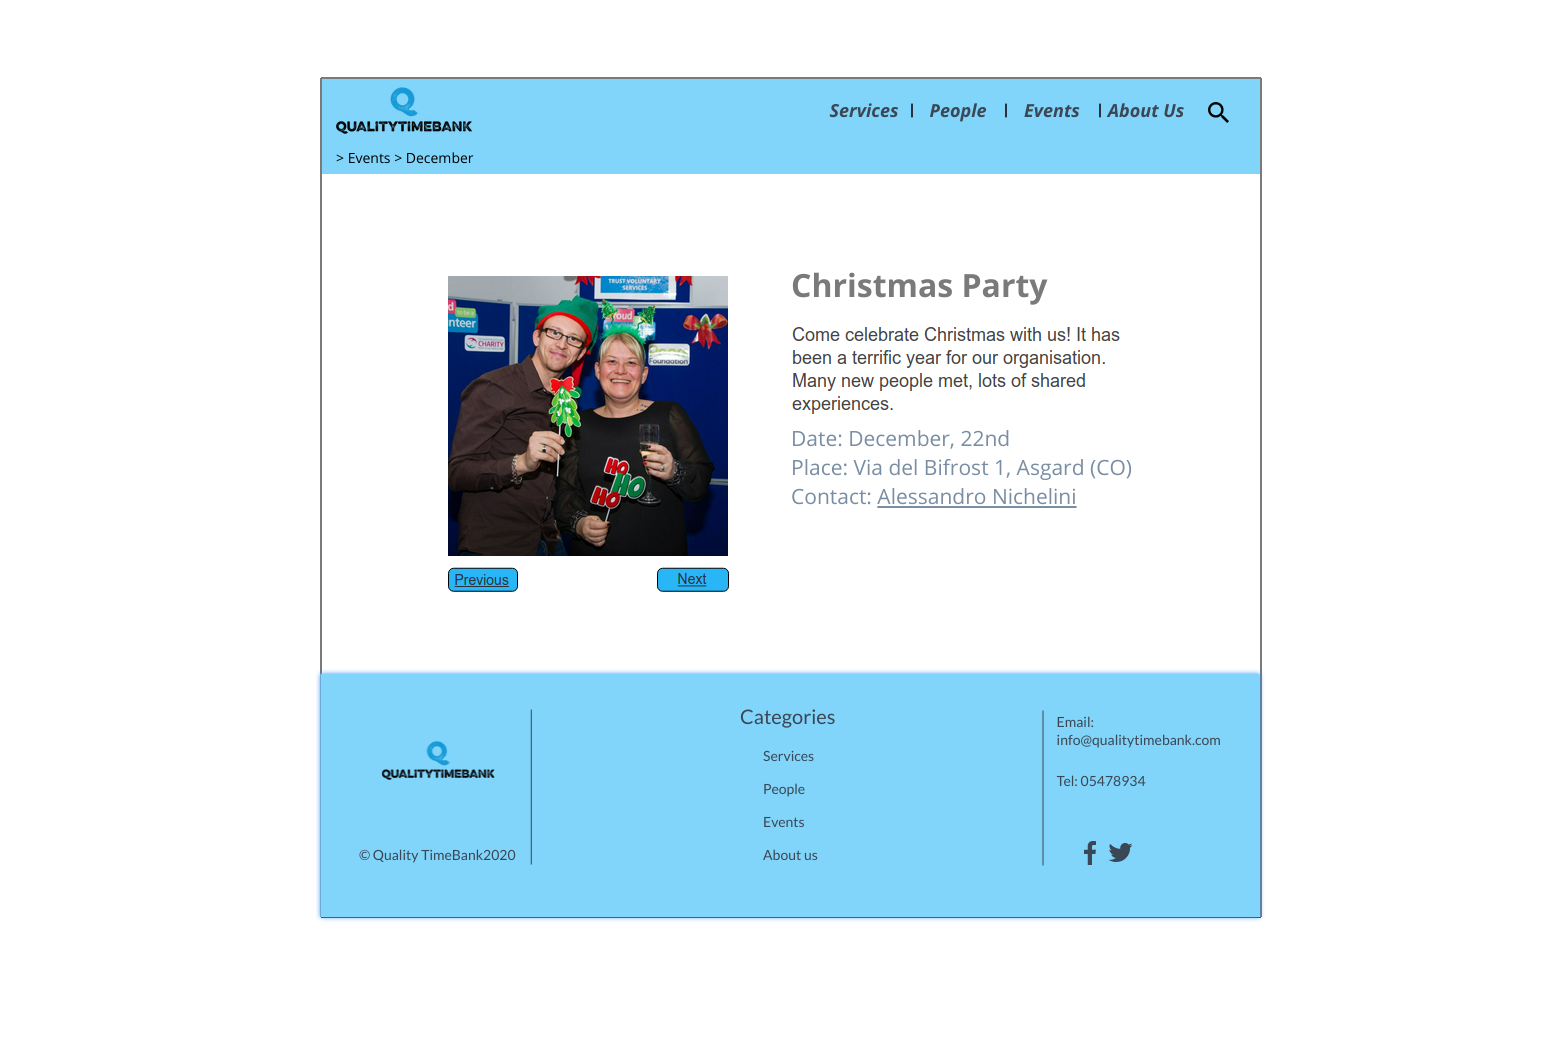 QUALITYTIMEBANK
Services | People | Events | About Us
> Events > December
TRUST VOLUNTARY
SERVICES
nteer
CHARITY
roud
Foundation
HO
HO
HO
Christmas Party
Come celebrate Christmas with us! It has
been a terrific year for our organisation.
Many new people met, lots of shared
experiences.
Date: December, 22nd
Place: Via del Bifrost 1, Asgard (CO)
Contact: Alessandro Nichelini
Previous
Next
QUALITYTIMEBANK
© Quality TimeBank2020
Categories
Services
People
Events
About us
Email:
info@qualitytimebank.com
Tel: 05478934